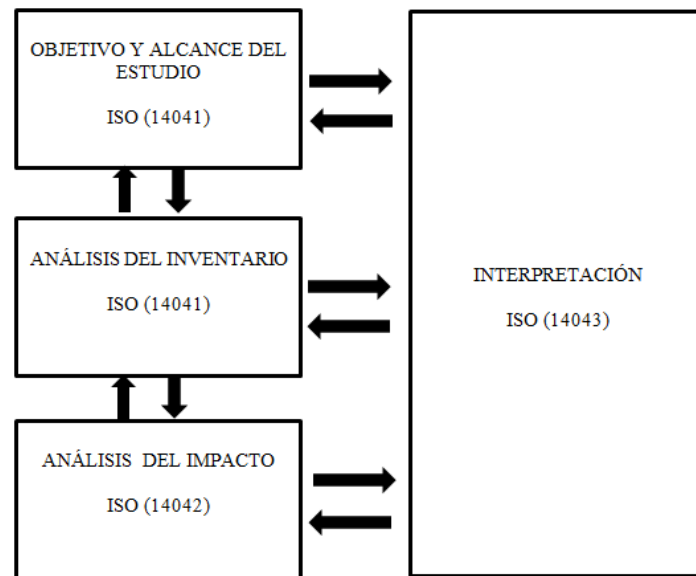 OBJETIVO Y ALCANCE DEL
ESTUDIO
ISO (14041)
ANÁLISIS DEL INVENTARIO
ISO (14041)
ANÁLISIS DEL IMPACTO
ISO (14042)
INTERPRETACIÓN
ISO (14043)